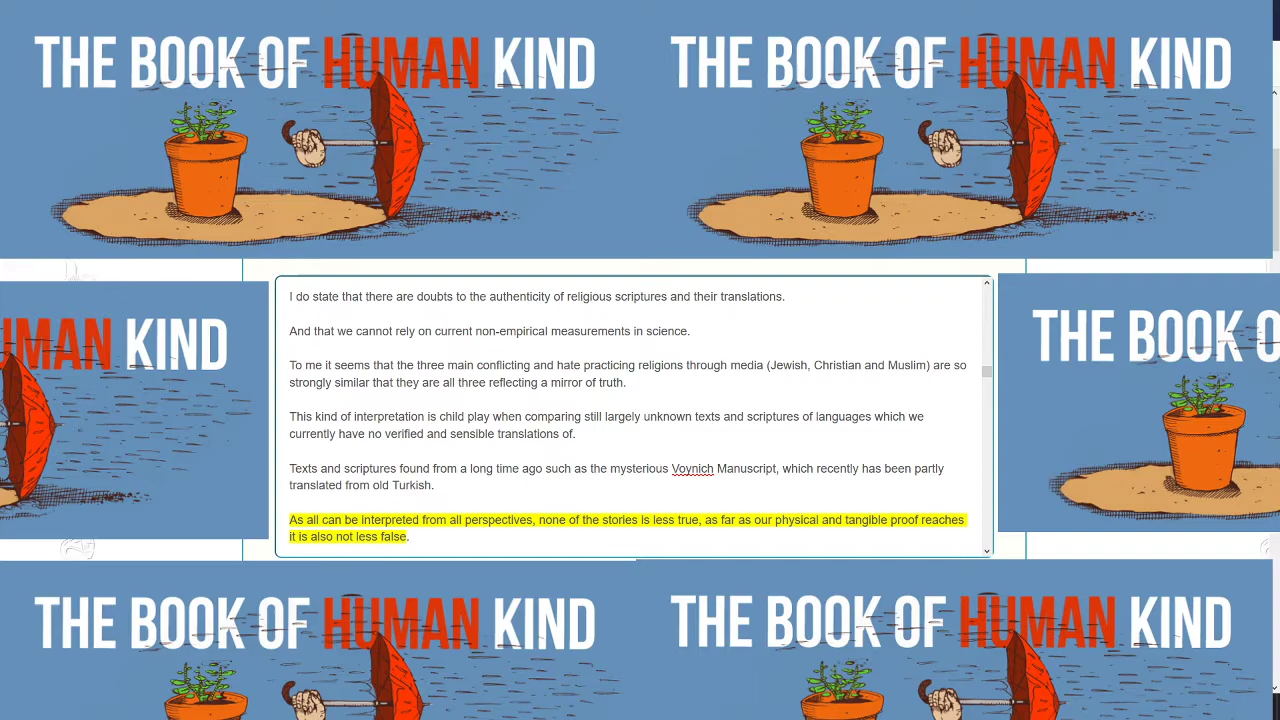 THE BOOK OF HUMAN KIND
THE BOOK OF HUMAN KIND
I do state that there are doubts to the authenticity of religious scriptures and their translations.
And that we cannot rely on current non-empirical measurements in science.
To me it seems that the three main conflicting and hate practicing religions through media (Jewish, Christian and Muslim) are so
strongly similar that they are all three reflecting a mirror of truth.
This kind of interpretation is child play when comparing still largely unknown texts and scriptures of languages which we
currently have no verified and sensible translations of.
Texts and scriptures found from a long time ago such as the mysterious Voynich Manuscript, which recently has been partly
translated from old Turkish.
As all can be interpreted from all perspectives, none of the stories is less true, as far as our physical and tangible proof reaches
it is also not less false.
UMAN KIND
THE BOOK O
THE BOOK OF HUMAN KIND
THE BOOK OF HUMAN KIND